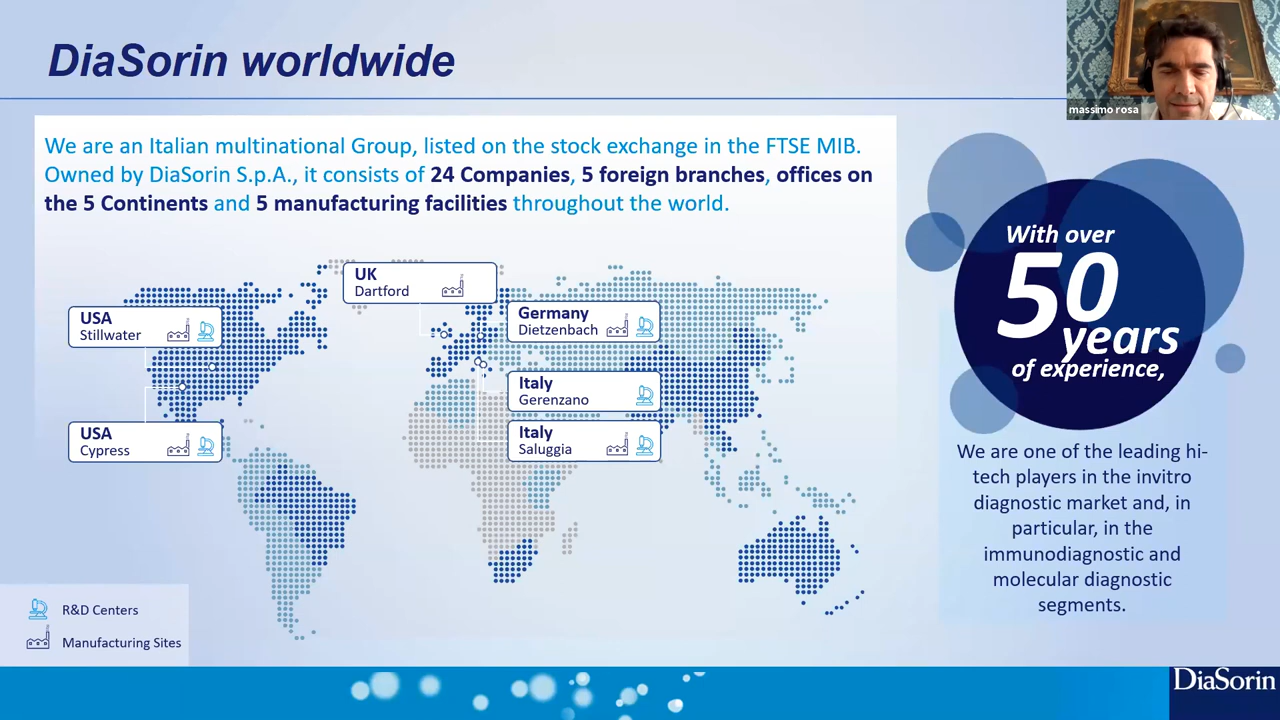 DiaSorin worldwide
massimo rosa
We are an Italian multinational Group, listed on the stock exchange in the FTSE MIB.
Owned by DiaSorin S.p.A., it consists of 24 Companies, 5 foreign branches, offices on
the 5 Continents and 5 manufacturing facilities throughout the world.
UK
Dartford
USA
Stillwater
Germany
Dietzenbach
Italy
Gerenzano
USA
Cypress
Italy
Saluggia
R&D Centers
Manufacturing Sites
With over
50
years
of experience,
We are one of the leading hi-
tech players in the invitro
diagnostic market and, in
particular, in the
immunodiagnostic and
molecular diagnostic
segments.
DiaSorin